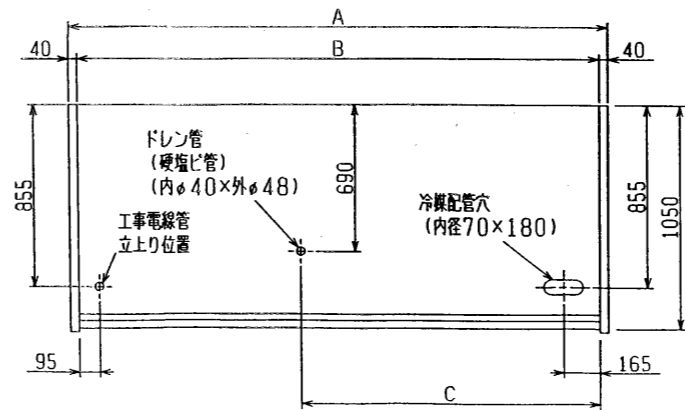 A
40
B
40
ドレン管
(硬塩ビ管)
(内φ40×外φ48)
690
855
工事電線管
立上り位置
冷媒配管穴
(内径70×180)
855
1050
95
165
C